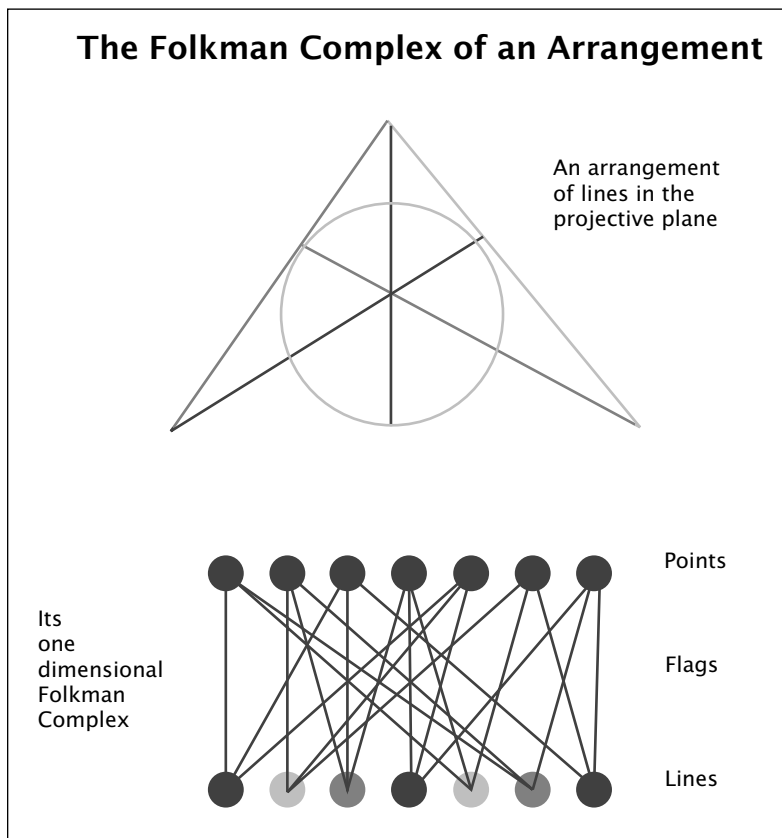 The Folkman Complex of an Arrangement
An arrangement
of lines in the
projective plane
Points
Its
one
dimensional
Folkman
Complex
Flags
Lines